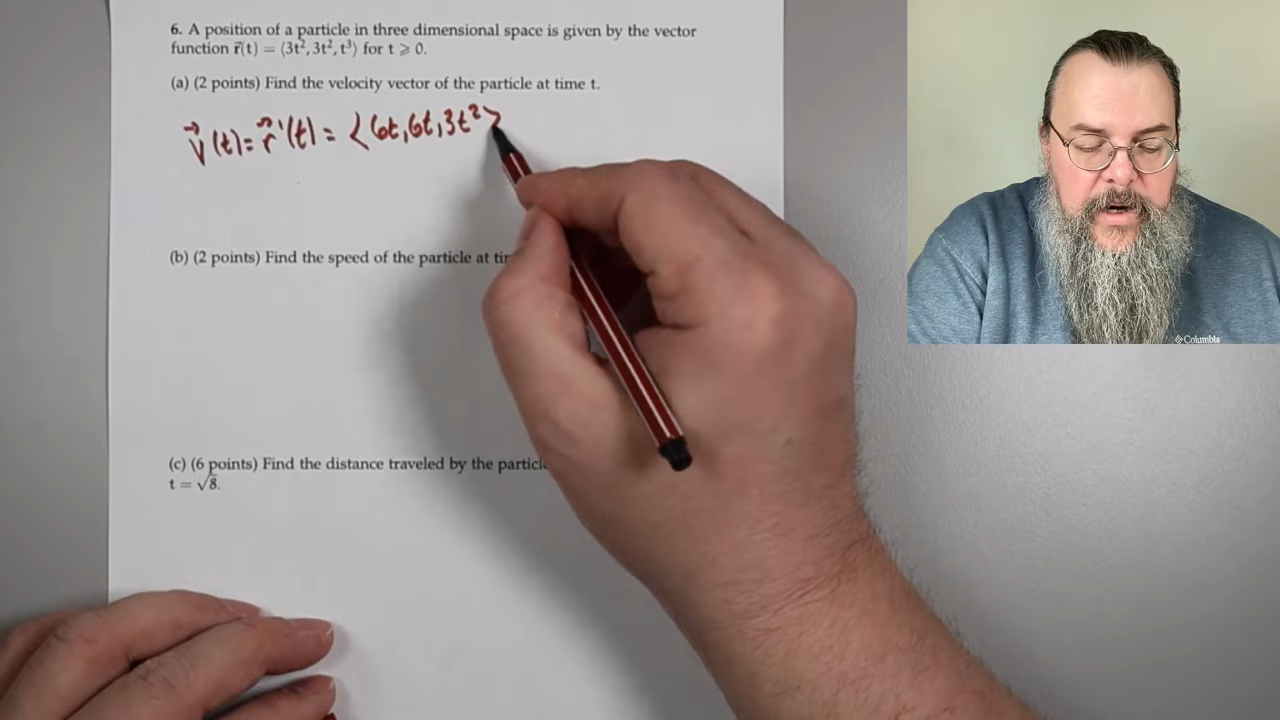 6. A position of a particle in three dimensional space is given by the vector
function r⃗(t) = ⟨3t², 3t², t³⟩ for t ⩾ 0.
(a) (2 points) Find the velocity vector of the particle at time t.
v⃗(t) = r⃗'(t) = ⟨6t, 6t, 3t²⟩
(b) (2 points) Find the speed of the particle at
(c) (6 points) Find the distance traveled by the
t = √8.
Columbia